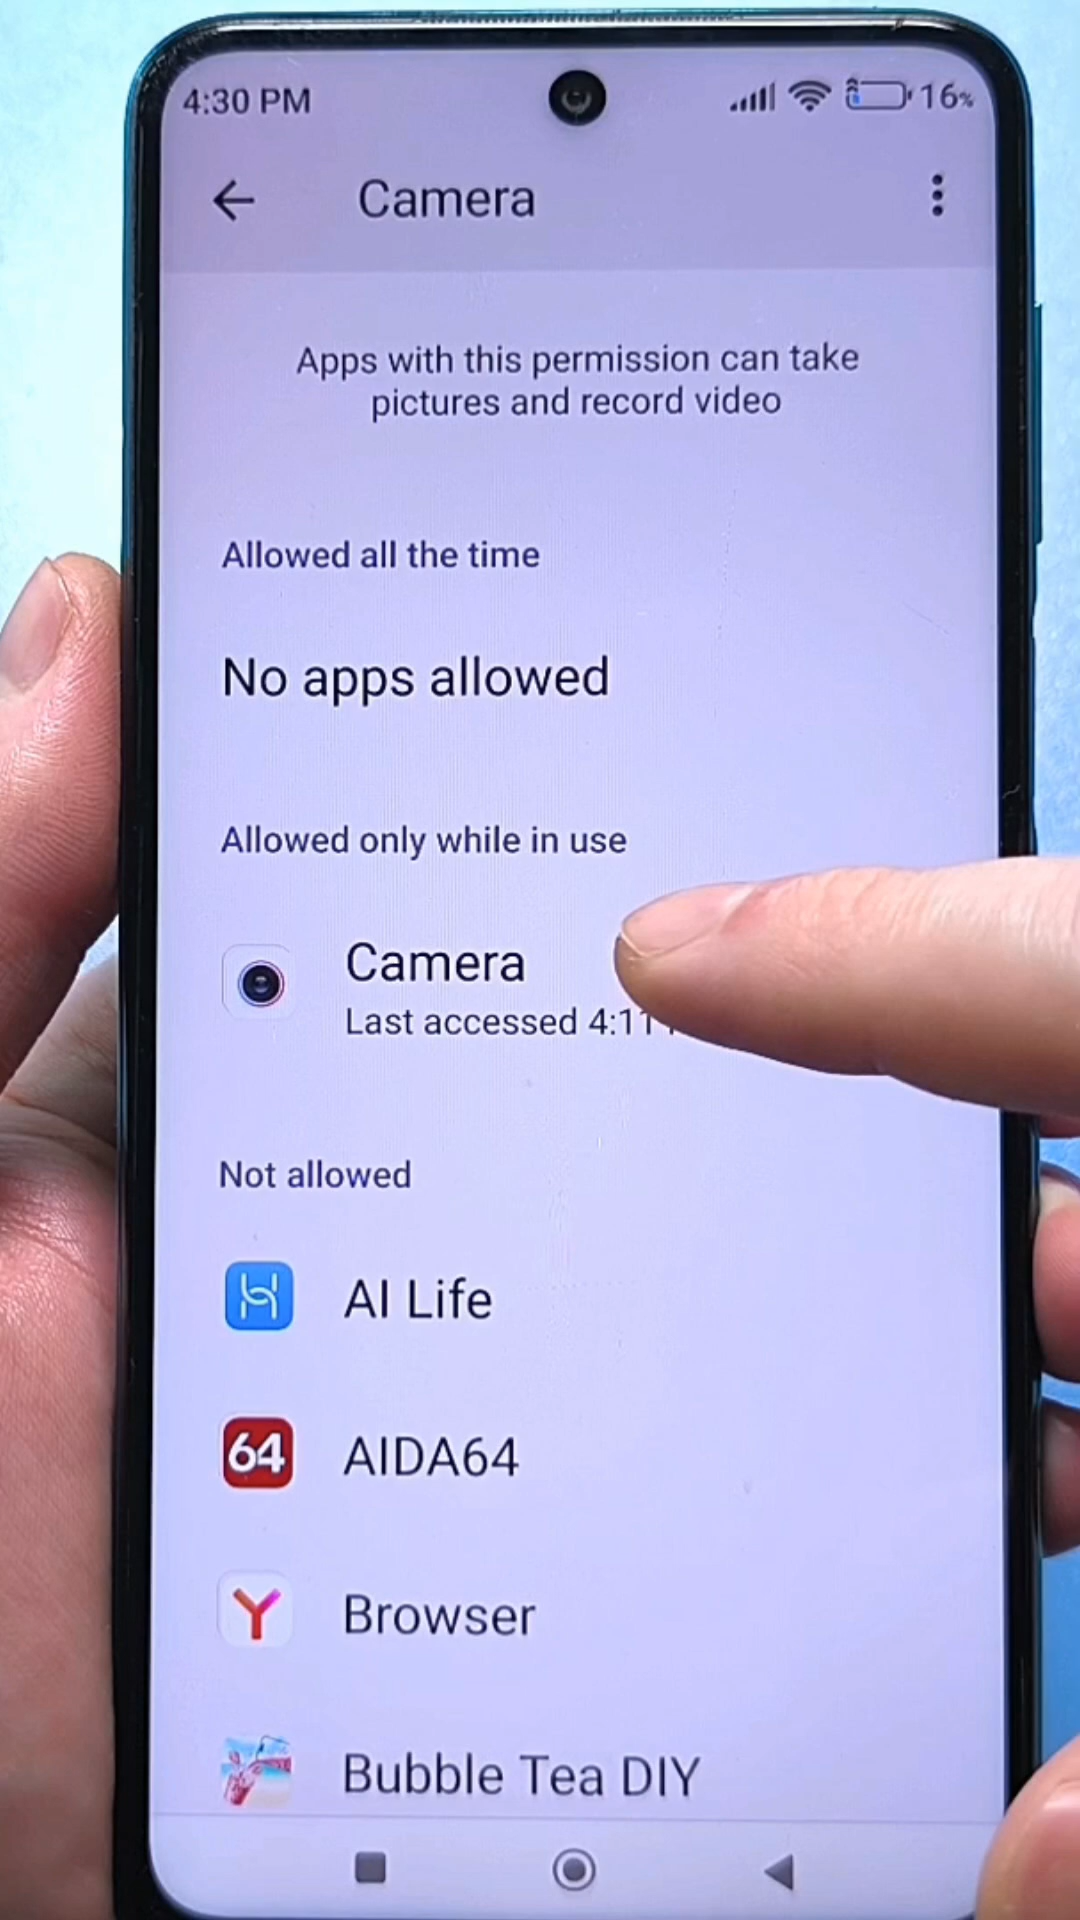 4:30 PM
16%
Camera
Apps with this permission can take
pictures and record video
Allowed all the time
No apps allowed
Allowed only while in use
Camera
Last accessed 4:11
Not allowed
AI Life
64
AIDA64
Y
Browser
Bubble Tea DIY